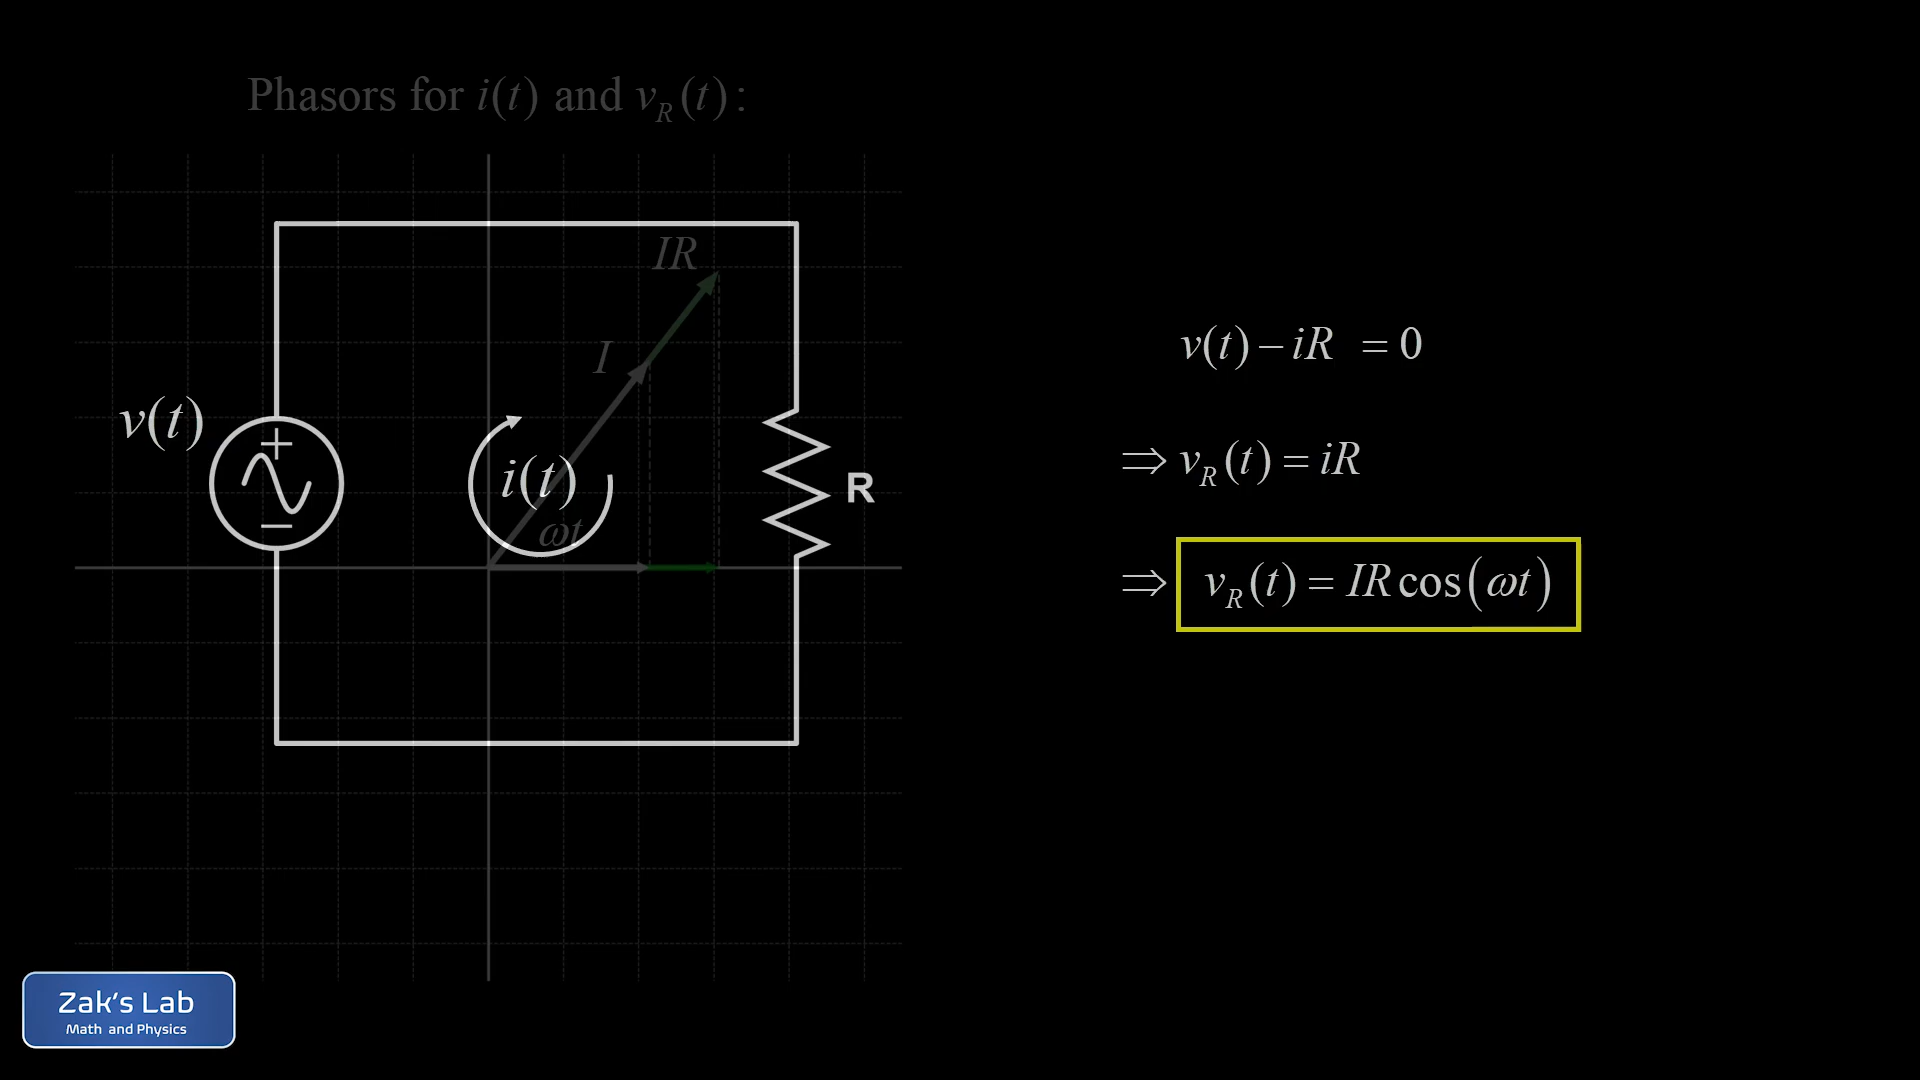 Phasors for i(t) and v_R(t):
IR
I
v(t)
i(t)
ωt
R
v(t) – iR = 0
⇒ v_R(t) = iR
⇒ v_R(t) = IR cos(ωt)
Zak's Lab
Math and Physics